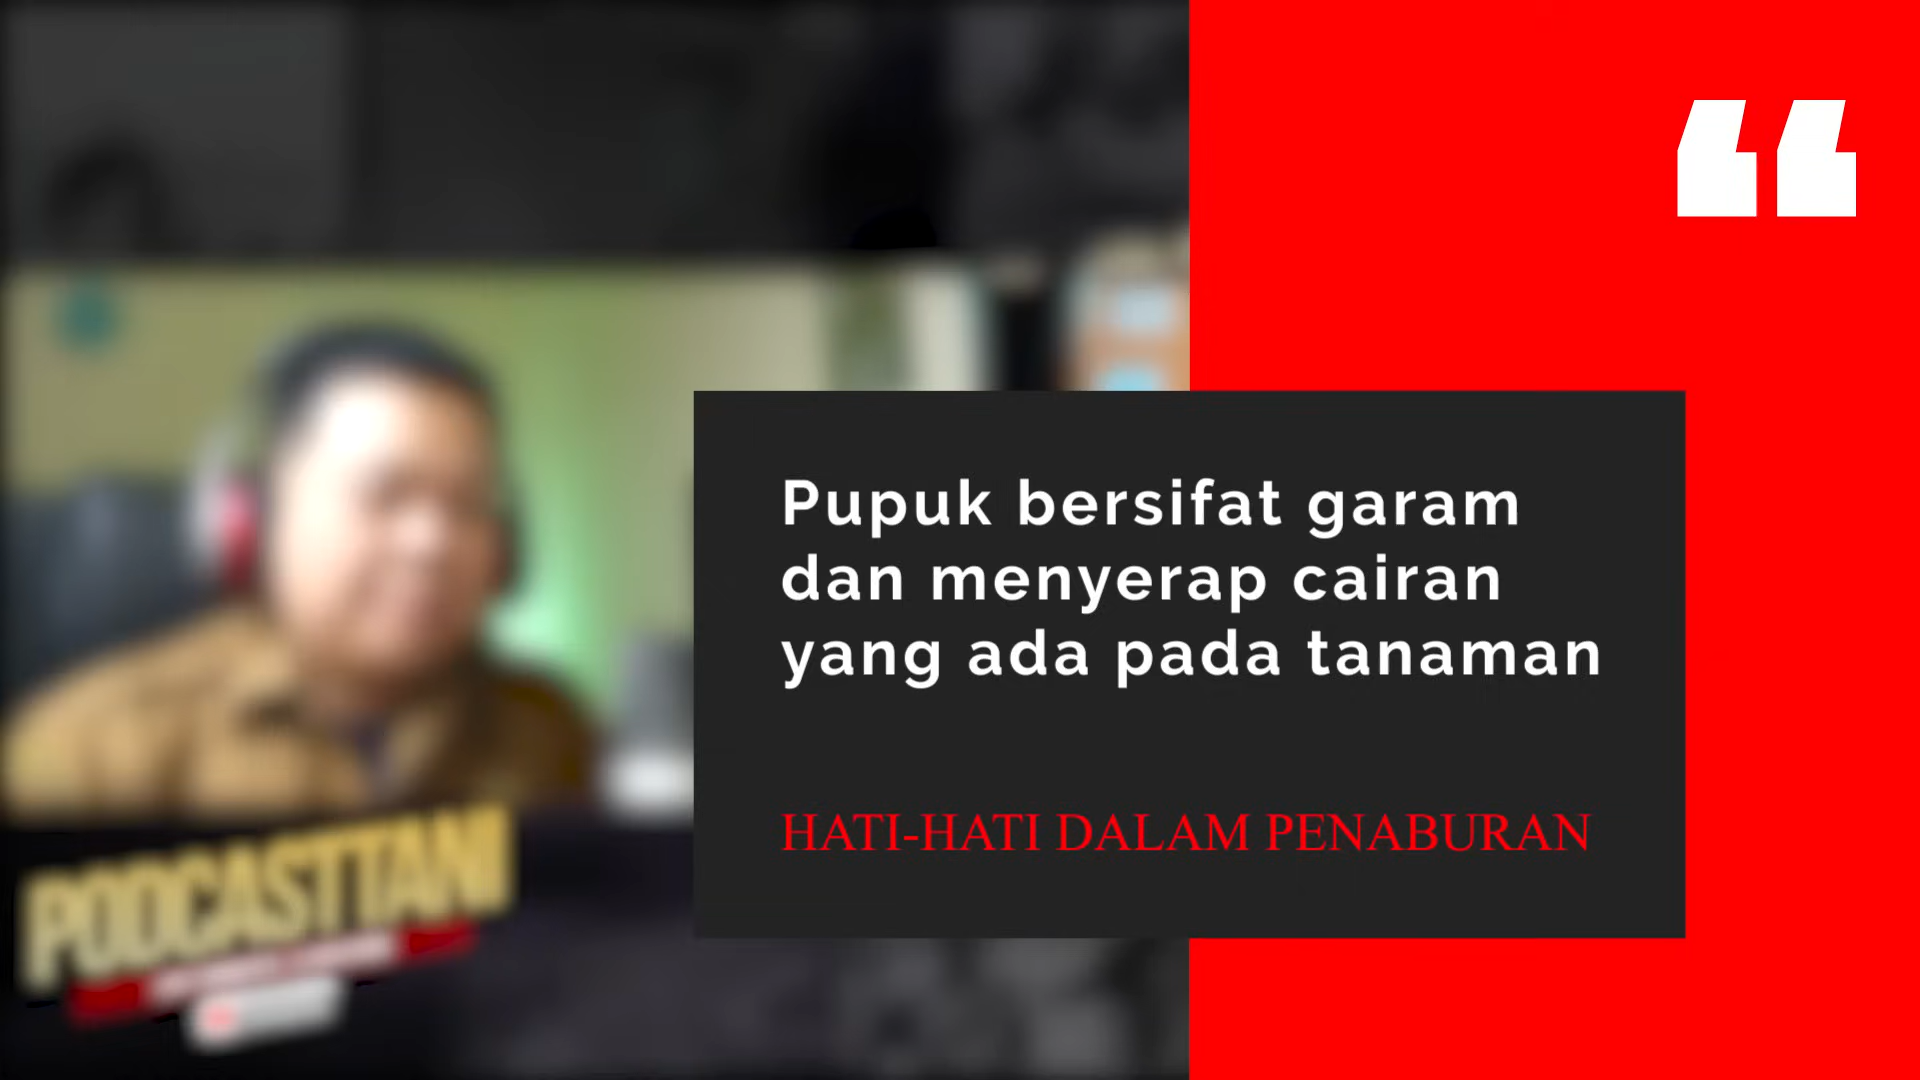 Pupuk bersifat garam
dan menyerap cairan
yang ada pada tanaman
HATI-HATI DALAM PENABURAN
PODCASTTANI